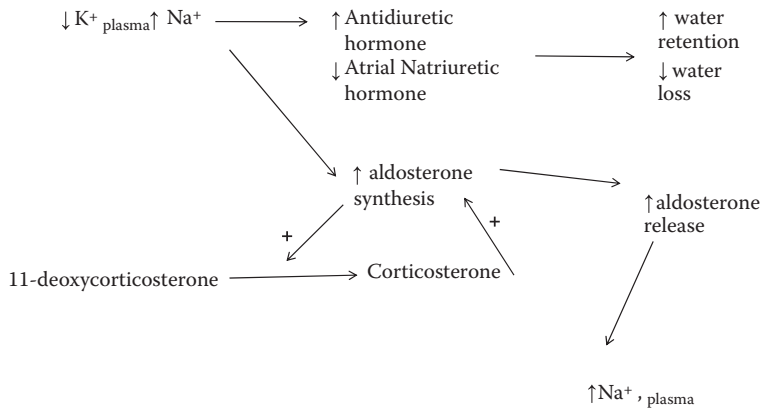 ↓K⁺ plasma↑ Na⁺
↑ Antidiuretic
hormone
↓Atrial Natriuretic
hormone
↑ water
retention
↓ water
loss
↑ aldosterone
synthesis
↑aldosterone
release
+
+
11-deoxycorticosterone
Corticosterone
↑Na⁺ , plasma